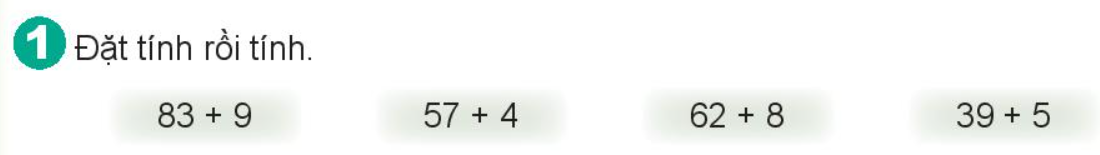 1 Đặt tính rồi tính.
83 + 9 57 + 4 62 + 8 39 + 5